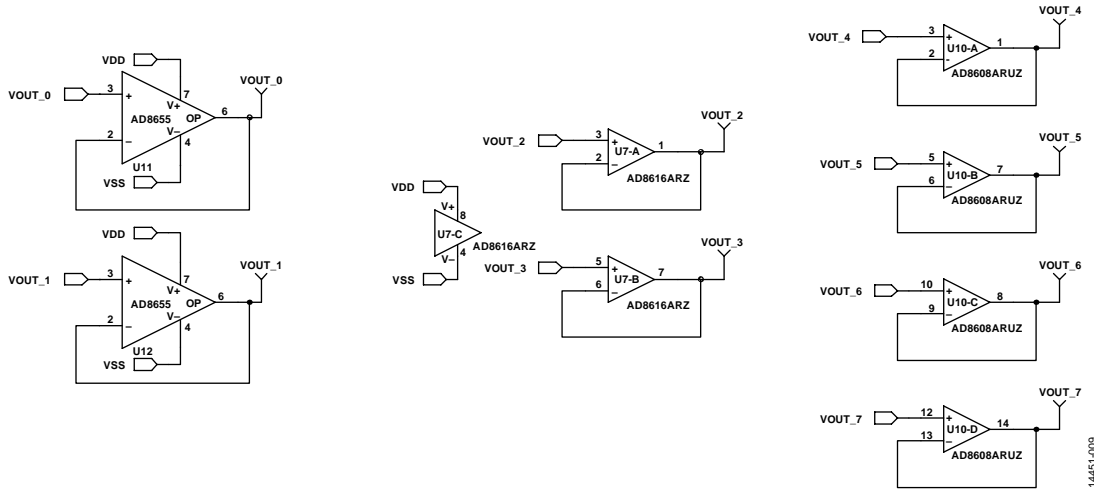 VDD
VOUT_0
3
+
7
V+
AD8655
OP
6
VOUT_0
V–
2
–
4
U11
VSS
VDD
VOUT_1
3
+
7
V+
AD8655
OP
6
VOUT_1
V–
2
–
4
U12
VSS
VDD
V+
8
U7-C
AD8616ARZ
V–
4
VSS
VOUT_2
VOUT_2
3
+
U7-A
1
2
–
AD8616ARZ
VOUT_3
VOUT_3
5
+
U7-B
7
6
–
AD8616ARZ
VOUT_4
VOUT_4
3
+
U10-A
1
2
-
AD8608ARUZ
VOUT_5
VOUT_5
5
+
U10-B
7
6
–
AD8608ARUZ
VOUT_6
VOUT_6
10
+
U10-C
8
9
–
AD8608ARUZ
VOUT_7
VOUT_7
12
+
U10-D
14
13
–
AD8608ARUZ
14451-009